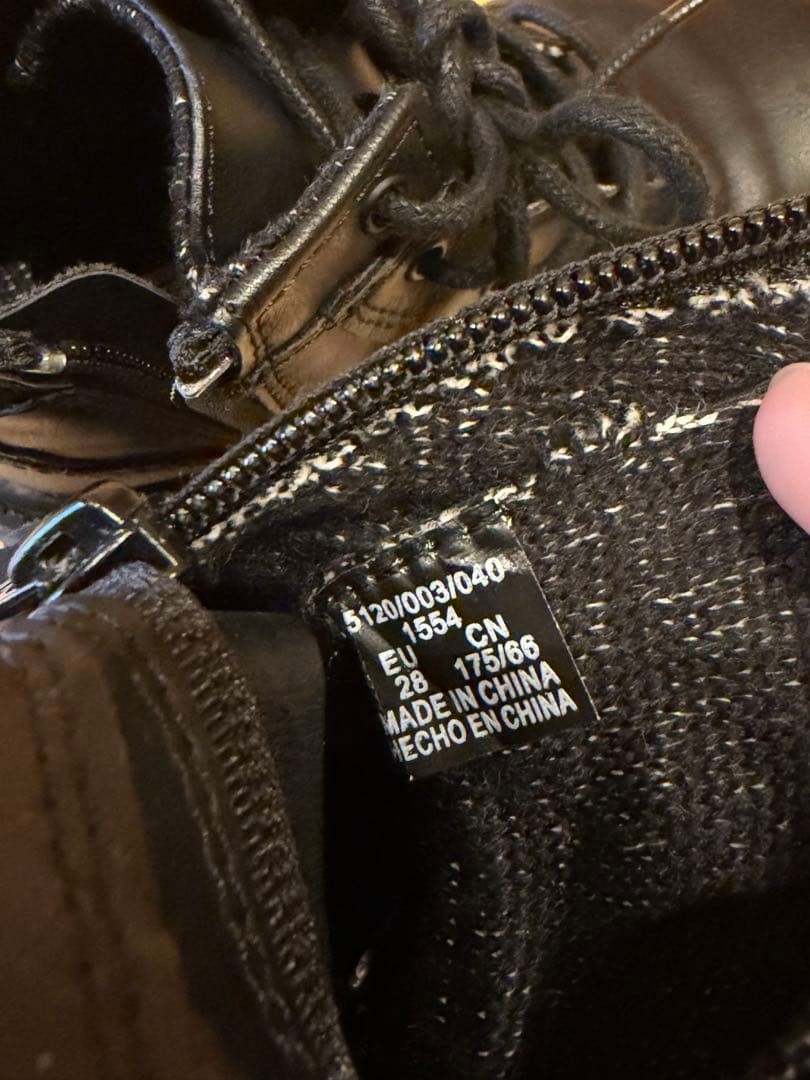 5120/003/040
1554
EU CN
28 175/66
MADE IN CHINA
HECHO EN CHINA